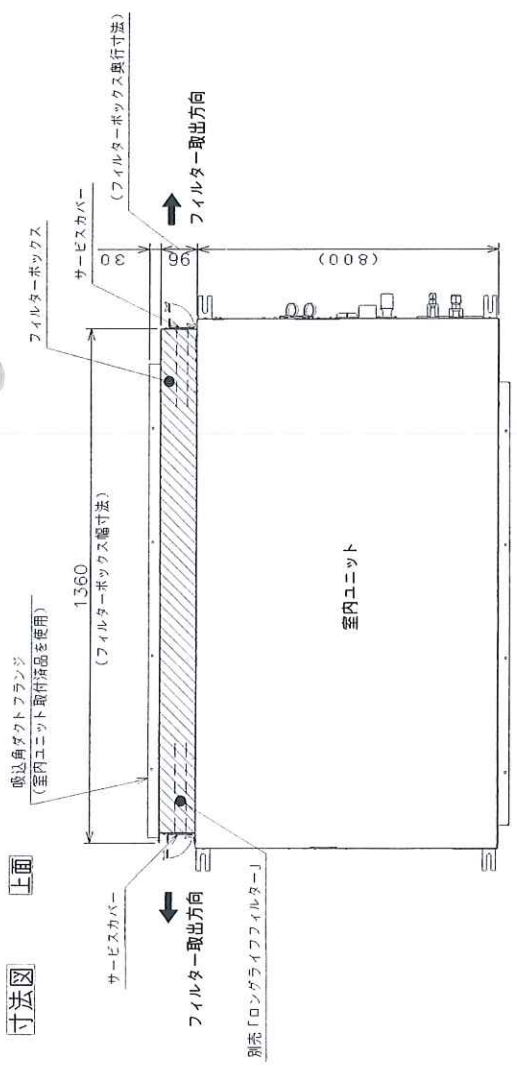 寸法図
上面
吸込角ダクトフランジ
(室内ユニット取付済品を使用)
1360
(フィルターボックス幅寸法)
フィルターボックス
サービスカバー
(フィルターボックス奥行寸法)
30
96
(800)
フィルター取出方向
サービスカバー
フィルター取出方向
別売「ロングライフフィルター」
室内ユニット